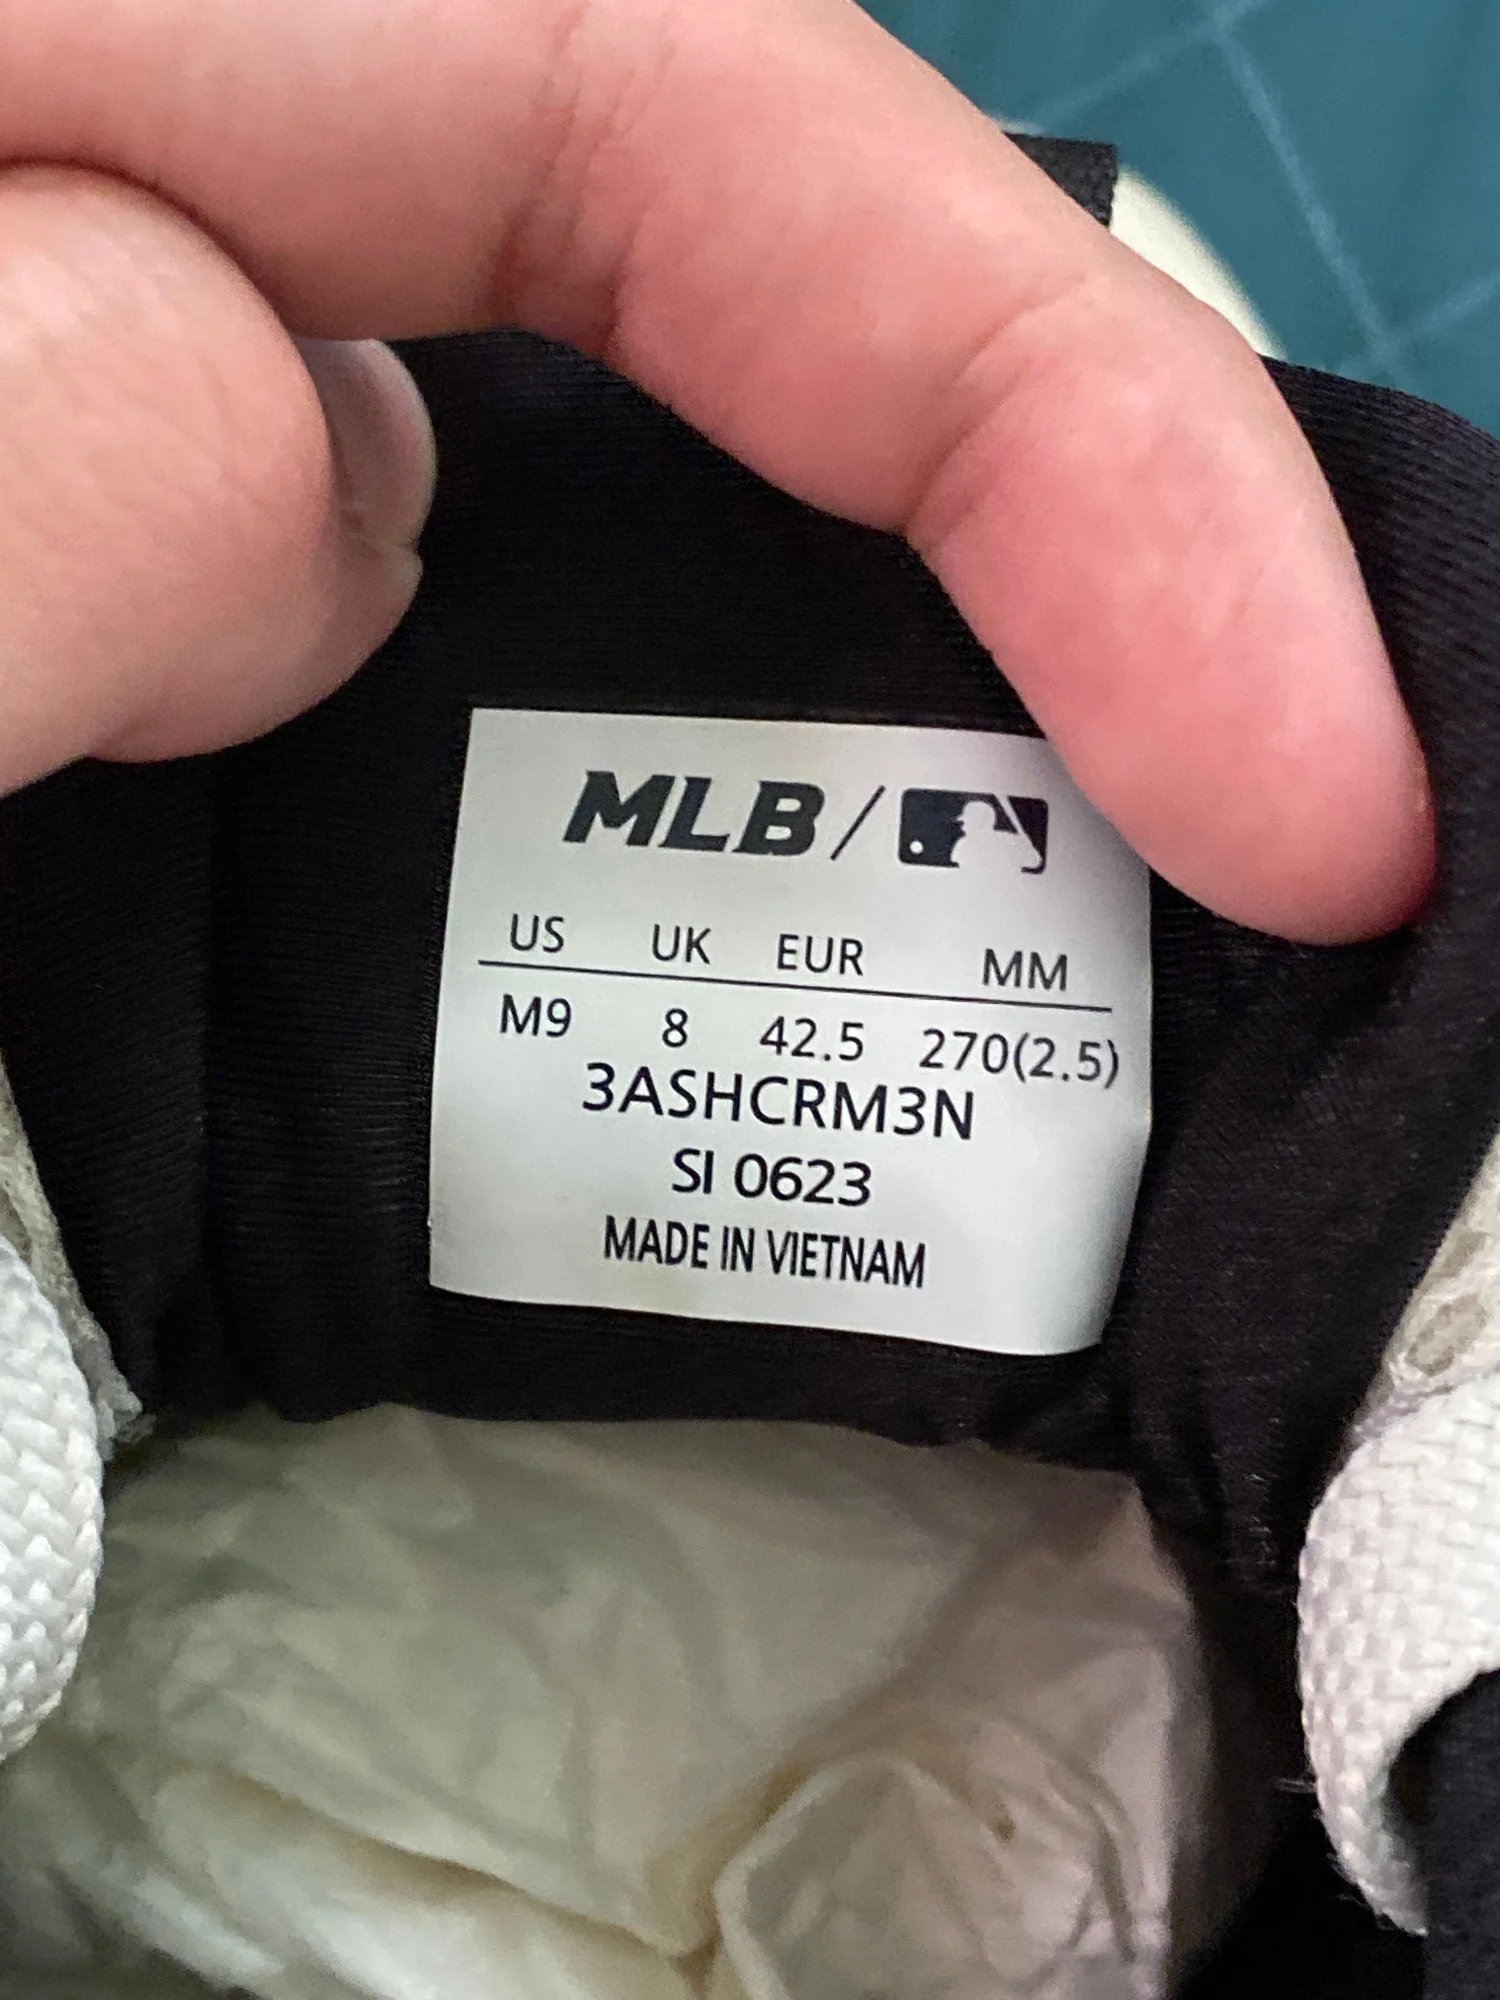 MLB /
US UK EUR MM
M9 8 42.5 270(2.5)
3ASHCRM3N
SI 0623
MADE IN VIETNAM